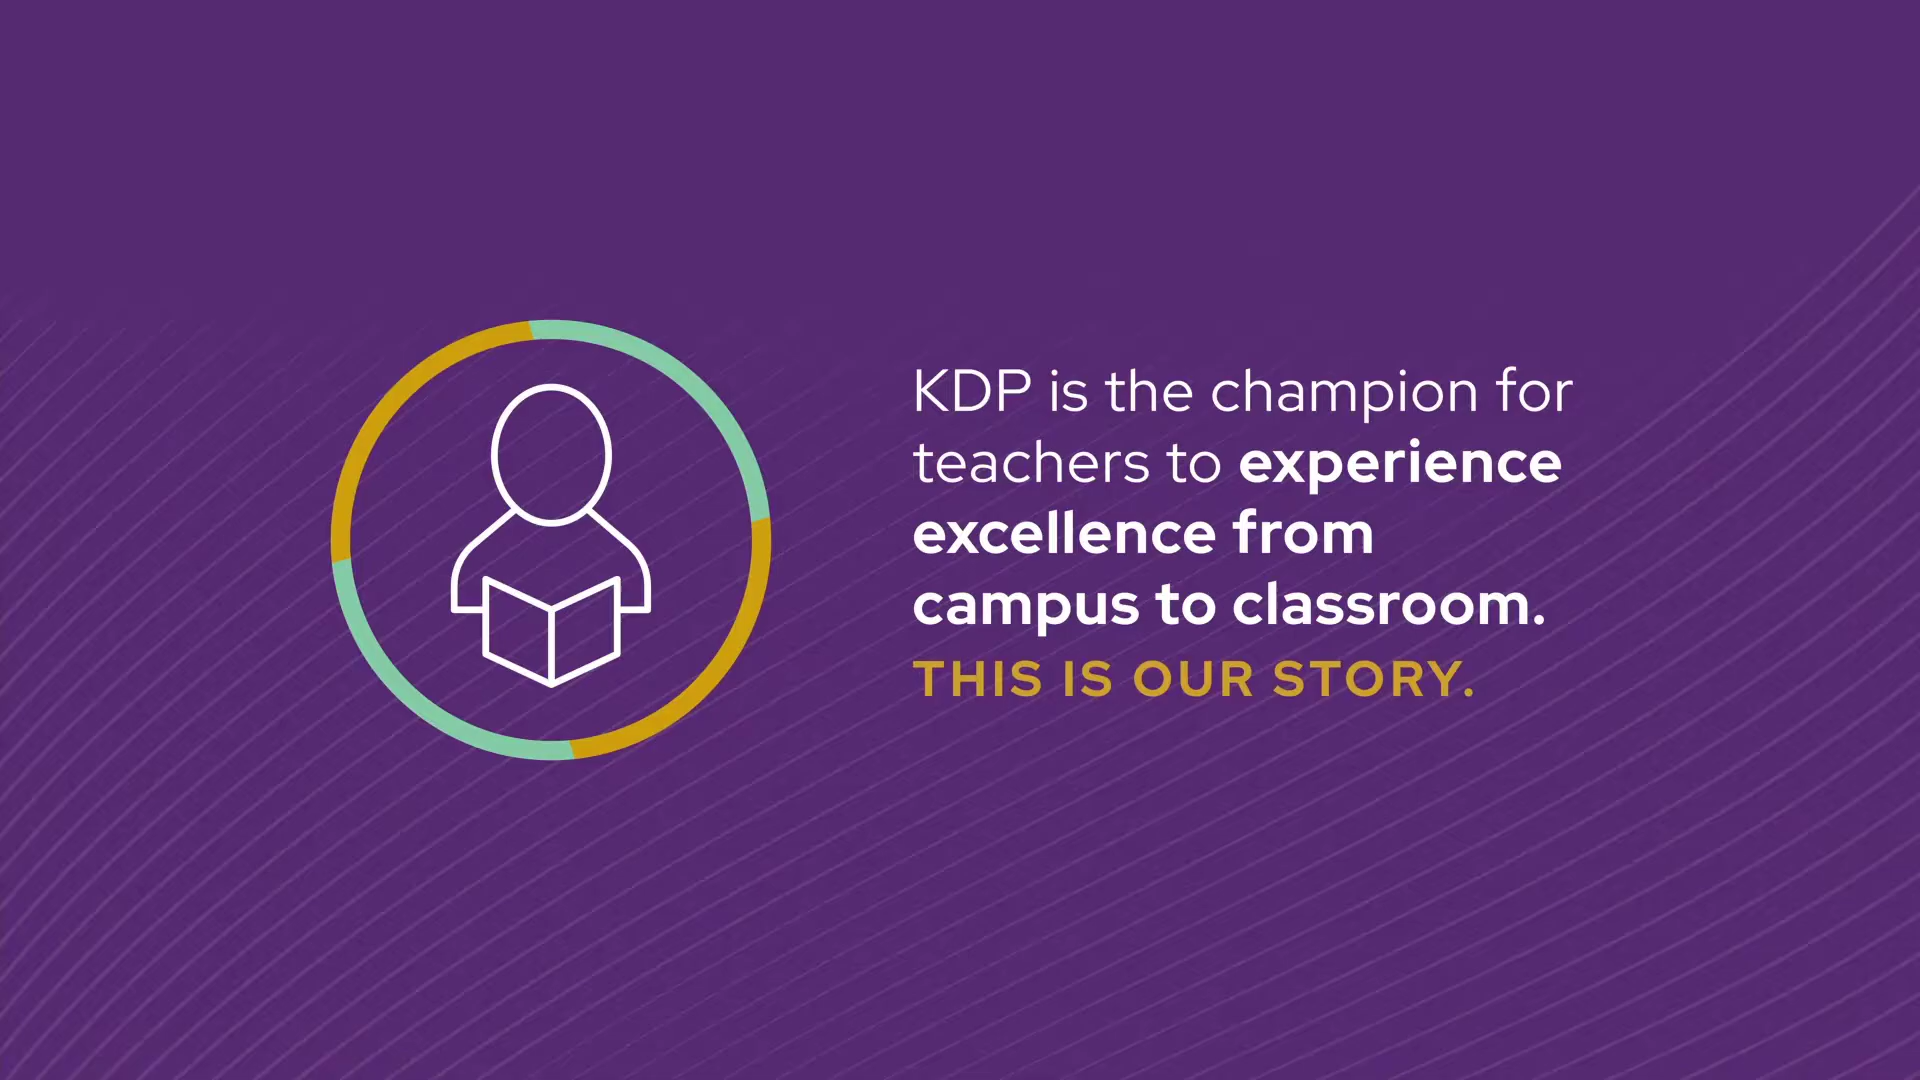 KDP is the champion for
teachers to experience
excellence from
campus to classroom.
THIS IS OUR STORY.